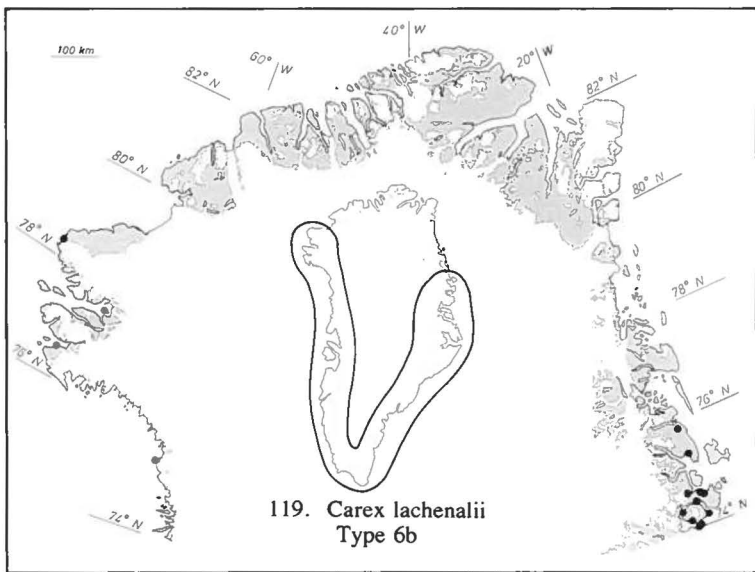 100 km
40° W
60° W
20° W
82° N
82° N
80° N
80° N
78° N
78° N
76° N
76° N
74° N
74° N
119. Carex lachenalii
Type 6b